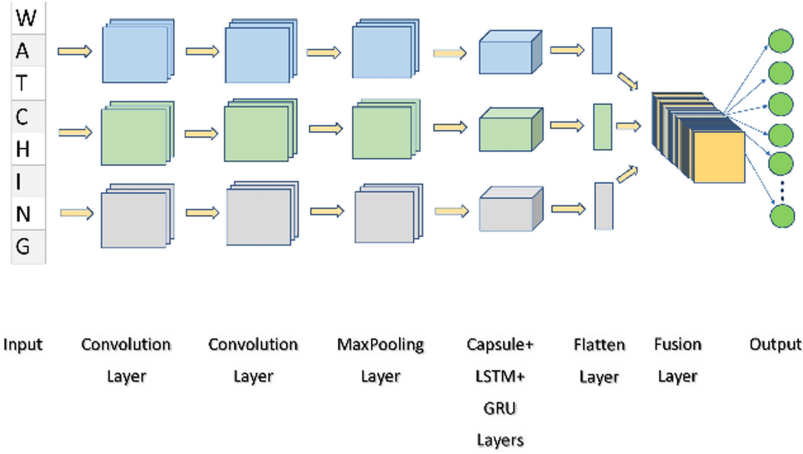 W
A
T
C
H
I
N
G
Input
Convolution
Layer
Convolution
Layer
MaxPooling
Layer
Capsule+
LSTM+
GRU
Layers
Flatten
Layer
Fusion
Layer
Output